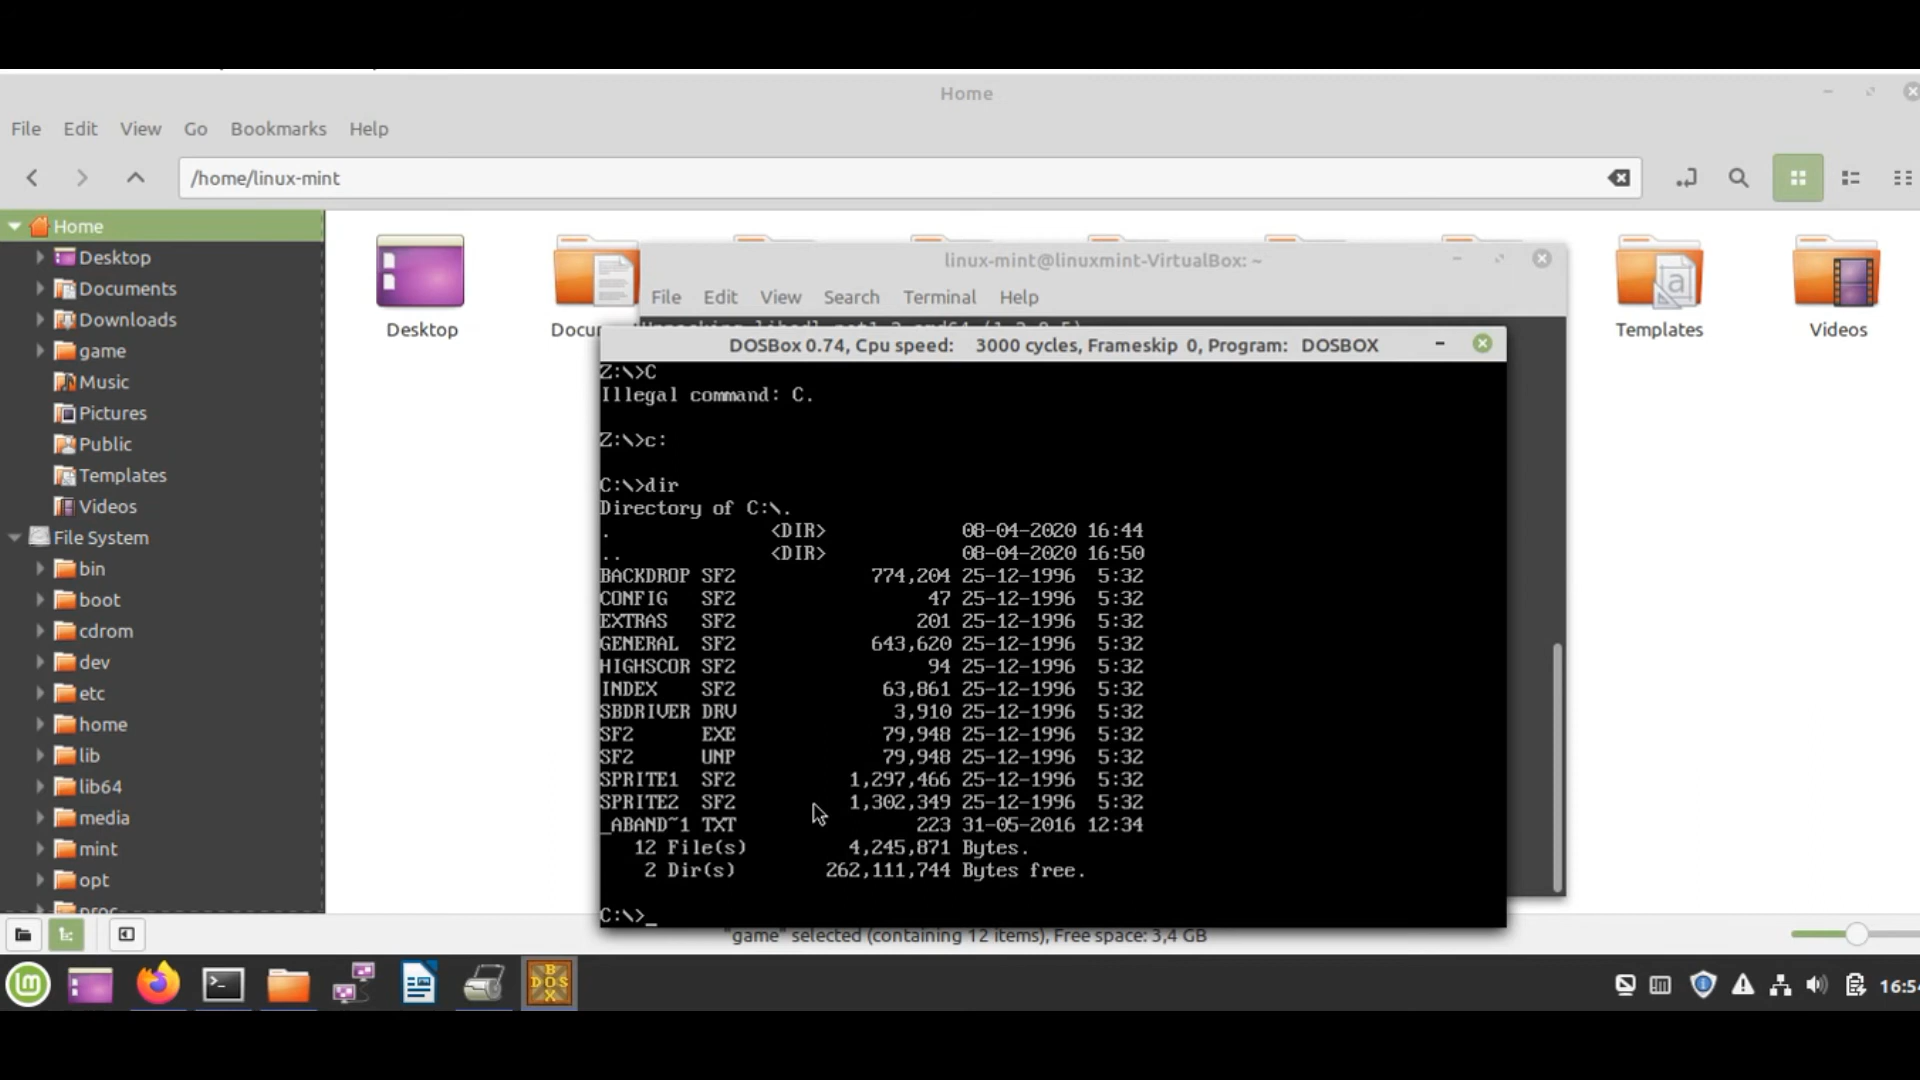 Home
File Edit View Go Bookmarks Help
/home/linux-mint
Home
Desktop
Documents
Downloads
game
Music
Pictures
Public
Templates
Videos
File System
bin
boot
cdrom
dev
etc
home
lib
lib64
media
mint
opt
proc
Desktop
Docu
Templates
Videos
linux-mint@linuxmint-VirtualBox: ~
File Edit View Search Terminal Help
DOSBox 0.74, Cpu speed: 3000 cycles, Frameskip 0, Program: DOSBOX
Z:\>C
Illegal command: C.
Z:\>c:
C:\>dir
Directory of C:\.
. <DIR> 08-04-2020 16:44
.. <DIR> 08-04-2020 16:50
BACKDROP SF2 774,204 25-12-1996 5:32
CONFIG SF2 47 25-12-1996 5:32
EXTRAS SF2 201 25-12-1996 5:32
GENERAL SF2 643,620 25-12-1996 5:32
HIGHSCOR SF2 94 25-12-1996 5:32
INDEX SF2 63,861 25-12-1996 5:32
SBDRIVER DRV 3,910 25-12-1996 5:32
SF2 EXE 79,948 25-12-1996 5:32
SF2 UNP 79,948 25-12-1996 5:32
SPRITE1 SF2 1,297,466 25-12-1996 5:32
SPRITE2 SF2 1,302,349 25-12-1996 5:32
_ABAND~1 TXT 223 31-05-2016 12:34
12 File(s) 4,245,871 Bytes.
2 Dir(s) 262,111,744 Bytes free.
C:\>_
"game" selected (containing 12 items), Free space: 3,4 GB
BOX
DOS
16:54